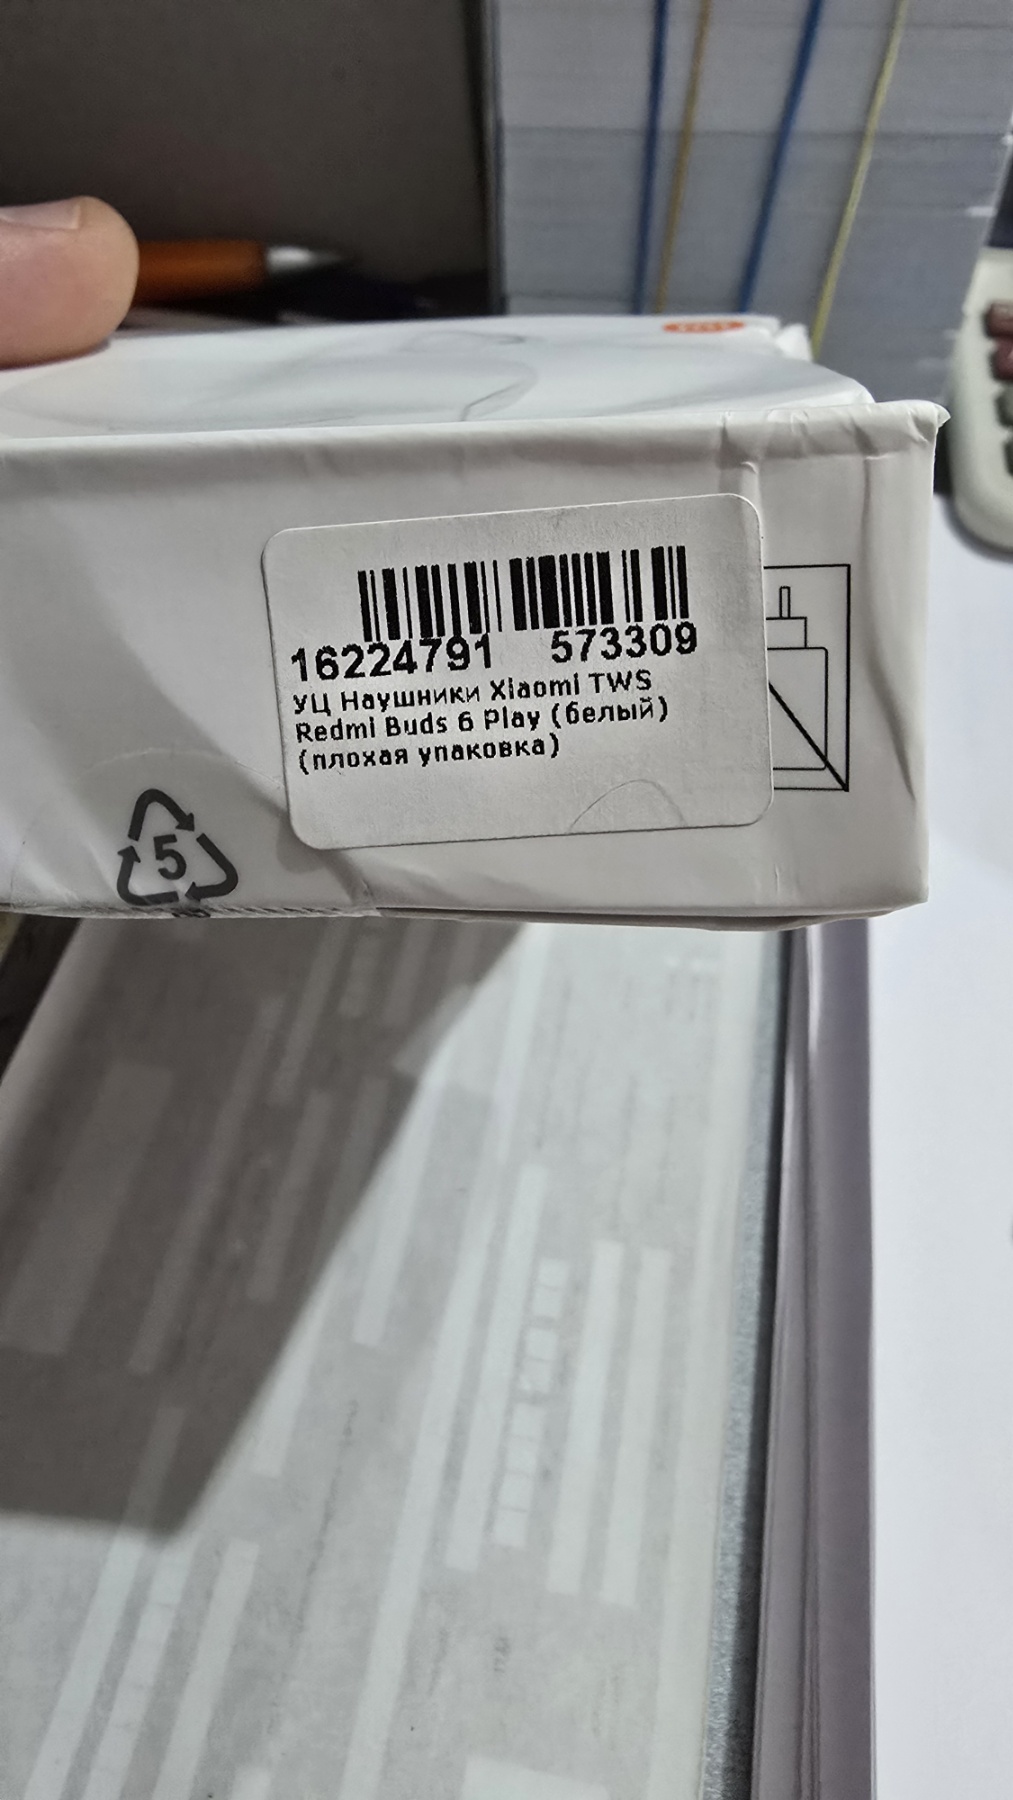 16224791 573309
УЦ Наушники Xiaomi TWS
Redmi Buds 6 Play (белый)
(плохая упаковка)
5